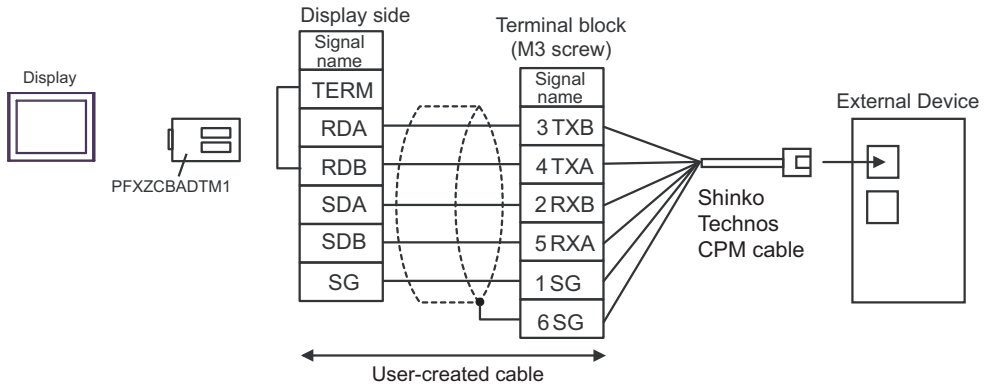 Display side
Signal
name
TERM
RDA
RDB
SDA
SDB
SG
Terminal block
(M3 screw)
Signal
name
3 TXB
4 TXA
2 RXB
5 RXA
1 SG
6 SG
Display
PFXZCBADTM1
Shinko
Technos
CPM cable
External Device
User-created cable